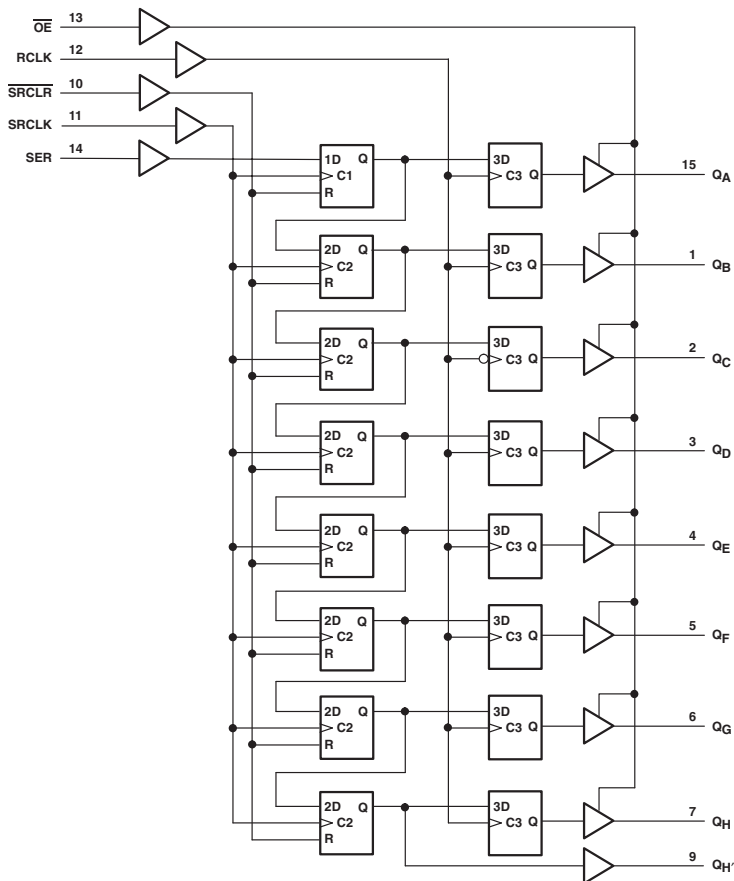 OE 13
RCLK 12
SRCLR 10
SRCLK 11
SER 14
1D Q 3D
C1 C3 Q 15 QA
R
2D Q 3D
C2 C3 Q 1 QB
R
2D Q 3D
C2 C3 Q 2 QC
R
2D Q 3D
C2 C3 Q 3 QD
R
2D Q 3D
C2 C3 Q 4 QE
R
2D Q 3D
C2 C3 Q 5 QF
R
2D Q 3D
C2 C3 Q 6 QG
R
2D Q 3D
C2 C3 Q 7 QH
R
9 QH′